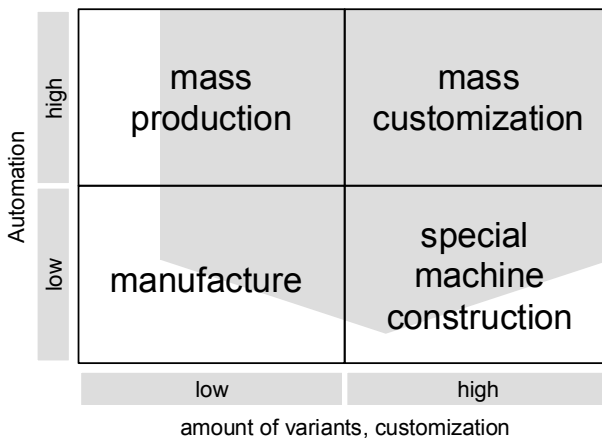 mass
production
mass
customization
manufacture
special
machine
construction
Automation
high
low
low
high
amount of variants, customization